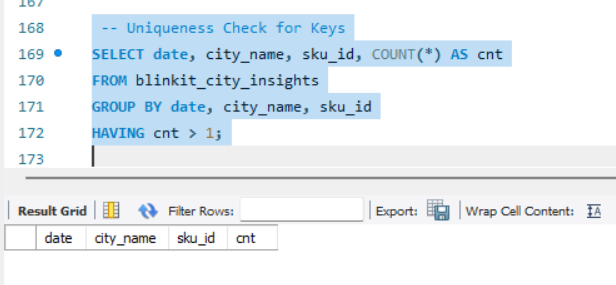 167
168 -- Uniqueness Check for Keys
169 SELECT date, city_name, sku_id, COUNT(*) AS cnt
170 FROM blinkit_city_insights
171 GROUP BY date, city_name, sku_id
172 HAVING cnt > 1;
173
Result Grid Filter Rows: Export: Wrap Cell Content: IA
date city_name sku_id cnt